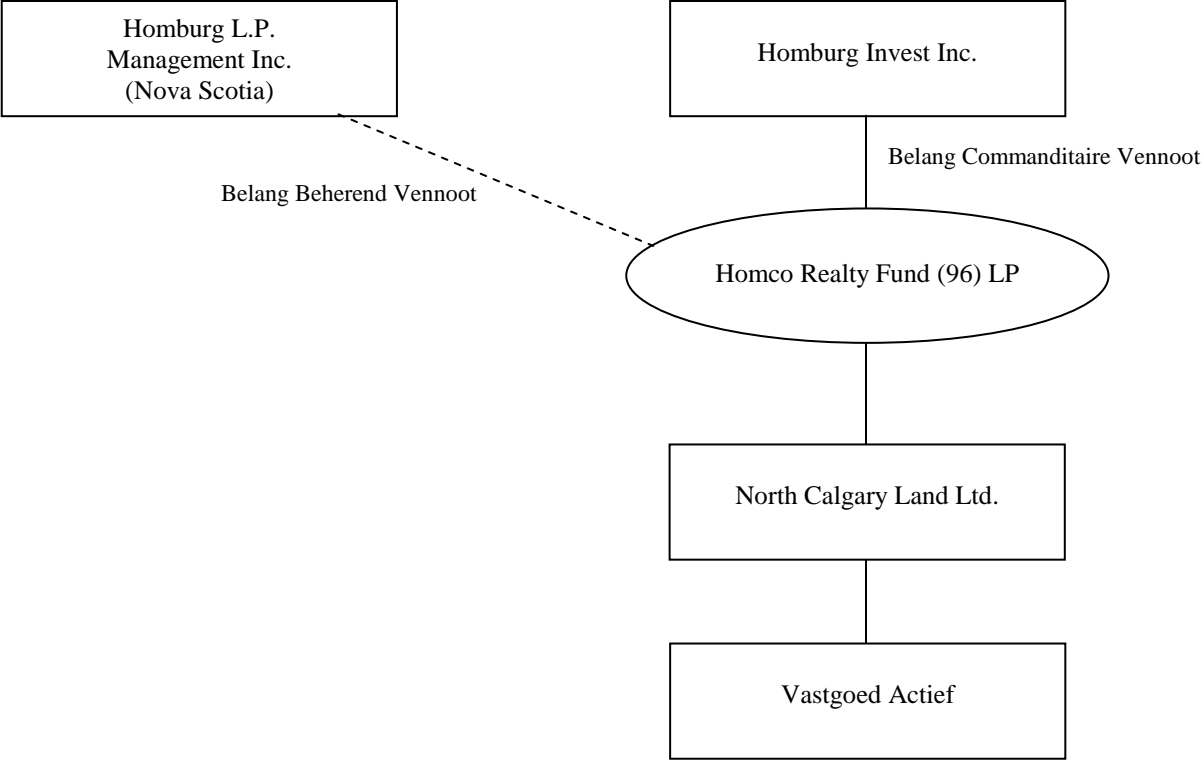 Homburg L.P.
Management Inc.
(Nova Scotia)
Homburg Invest Inc.
Belang Commanditaire Vennoot
Belang Beherend Vennoot
Homco Realty Fund (96) LP
North Calgary Land Ltd.
Vastgoed Actief